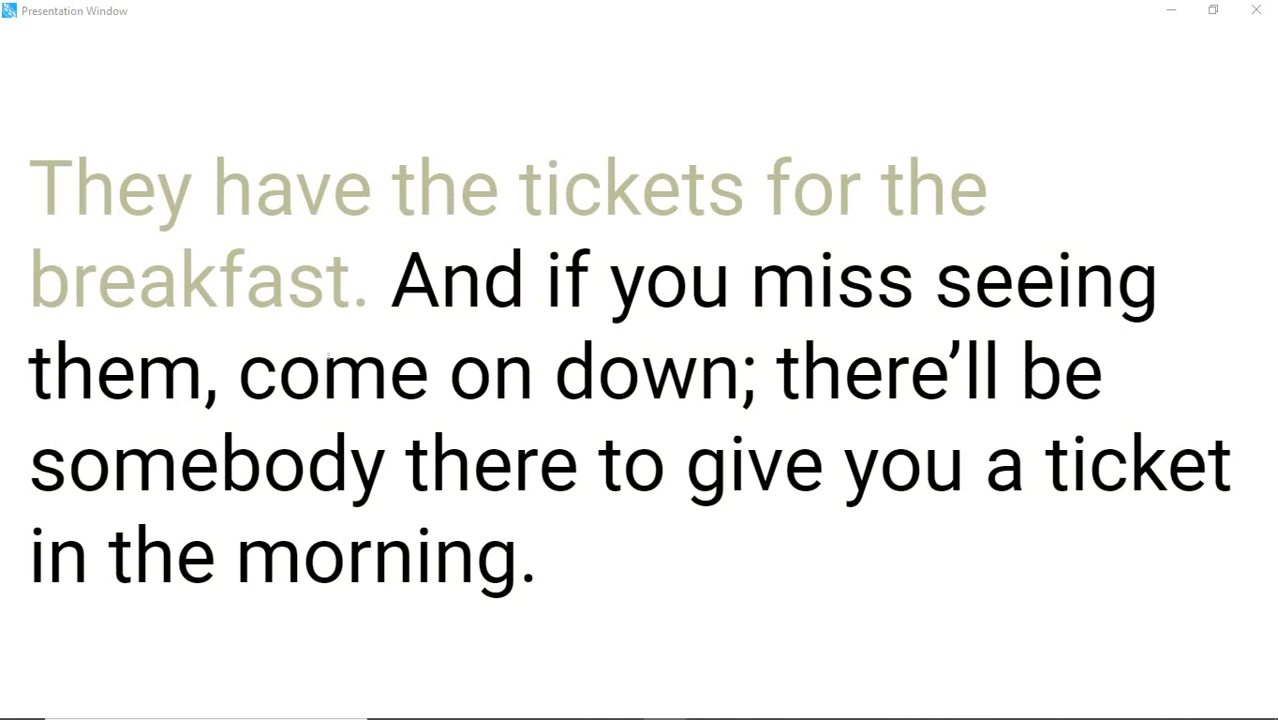 Presentation Window
They have the tickets for the
breakfast. And if you miss seeing
them, come on down; there’ll be
somebody there to give you a ticket
in the morning.